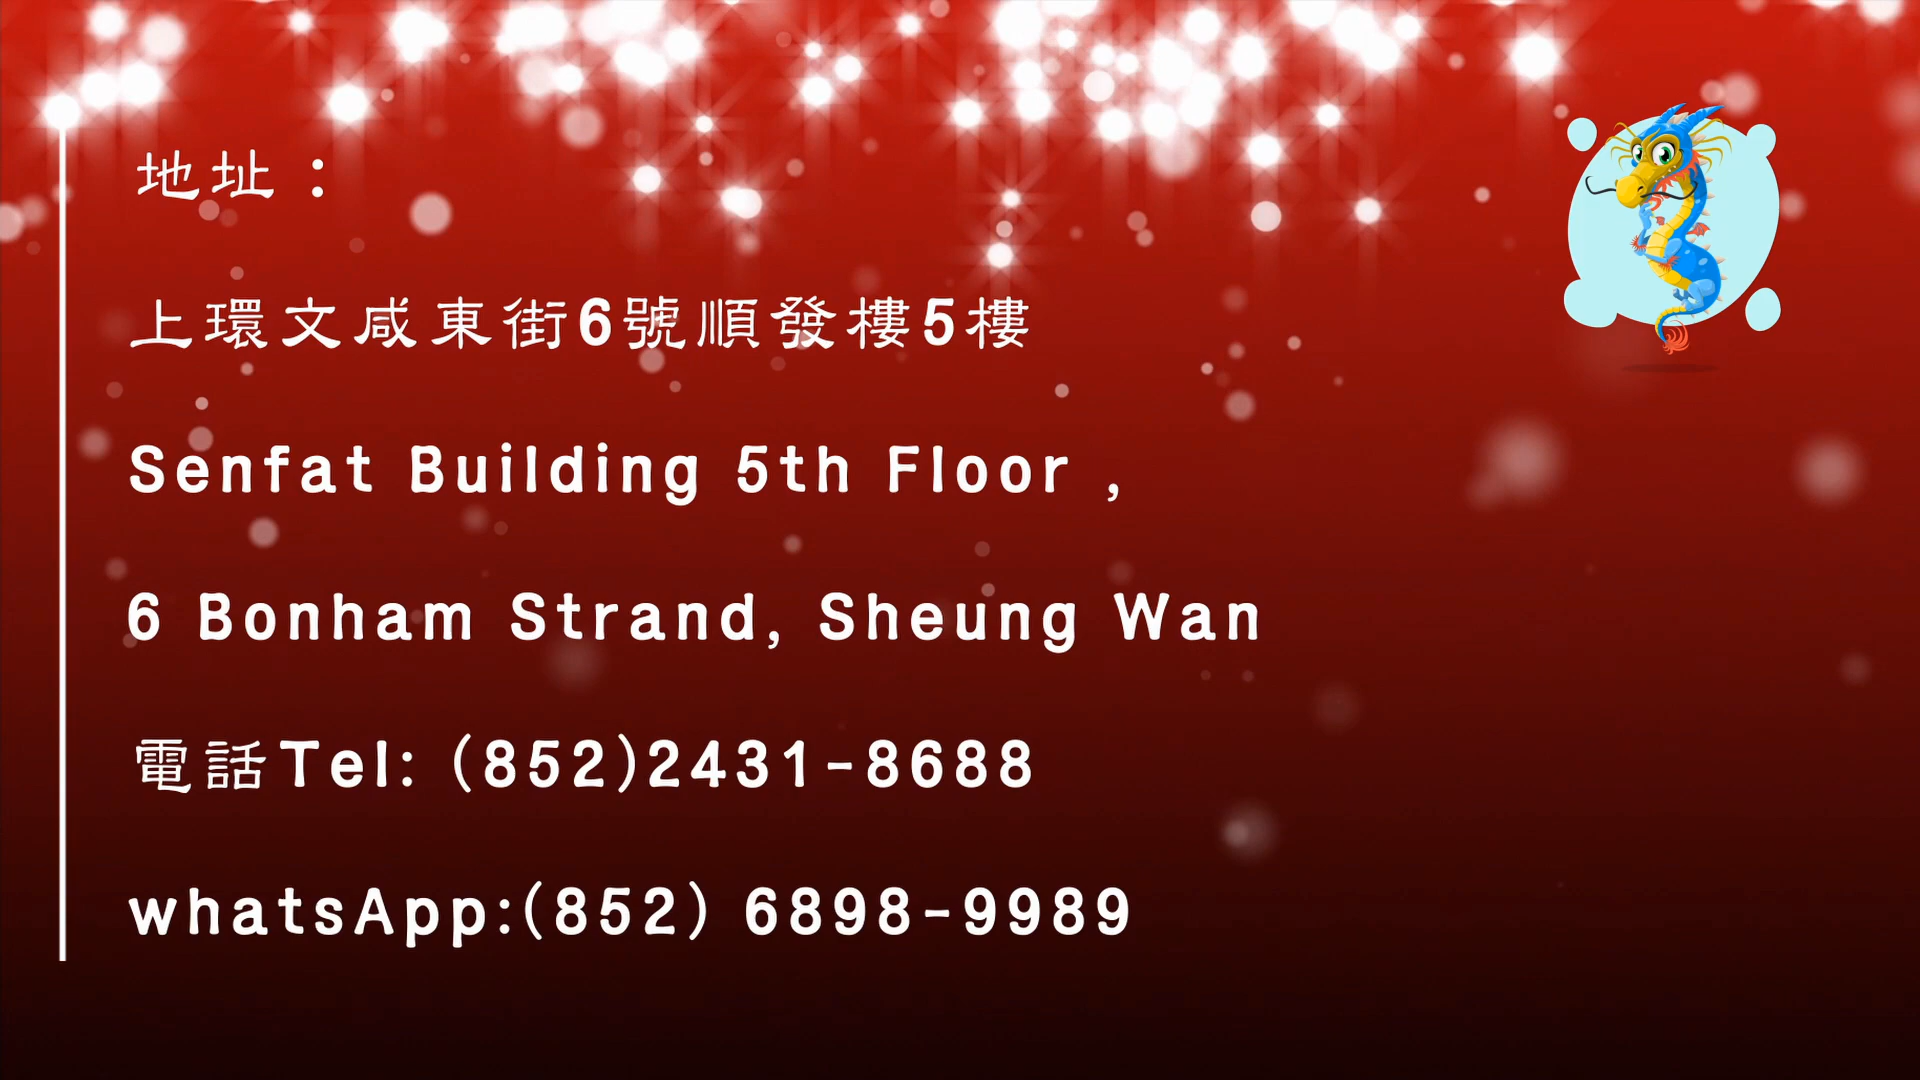 地址：
上環文咸東街6號順發樓5樓
Senfat Building 5th Floor ,
6 Bonham Strand, Sheung Wan
電話Tel: (852)2431-8688
whatsApp:(852) 6898-9989